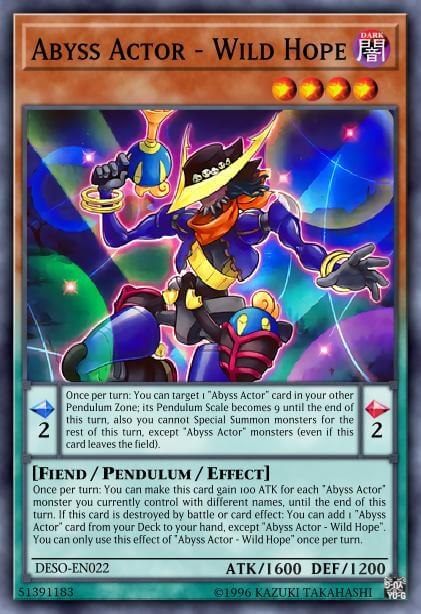 Abyss Actor - Wild Hope
DARK
闇
Once per turn: You can target 1 "Abyss Actor" card in your other
Pendulum Zone; its Pendulum Scale becomes 9 until the end of
this turn, also you cannot Special Summon monsters for the
rest of this turn, except "Abyss Actor" monsters (even if this
card leaves the field).
2
2
[Fiend / Pendulum / Effect]
Once per turn: You can make this card gain 100 ATK for each "Abyss Actor"
monster you currently control with different names, until the end of this
turn. If this card is destroyed by battle or card effect: You can add 1 "Abyss
Actor" card from your Deck to your hand, except "Abyss Actor - Wild Hope".
You can only use this effect of "Abyss Actor - Wild Hope" once per turn.
DESO-EN022
ATK/1600 DEF/1200
51391183
©1996 KAZUKI TAKAHASHI